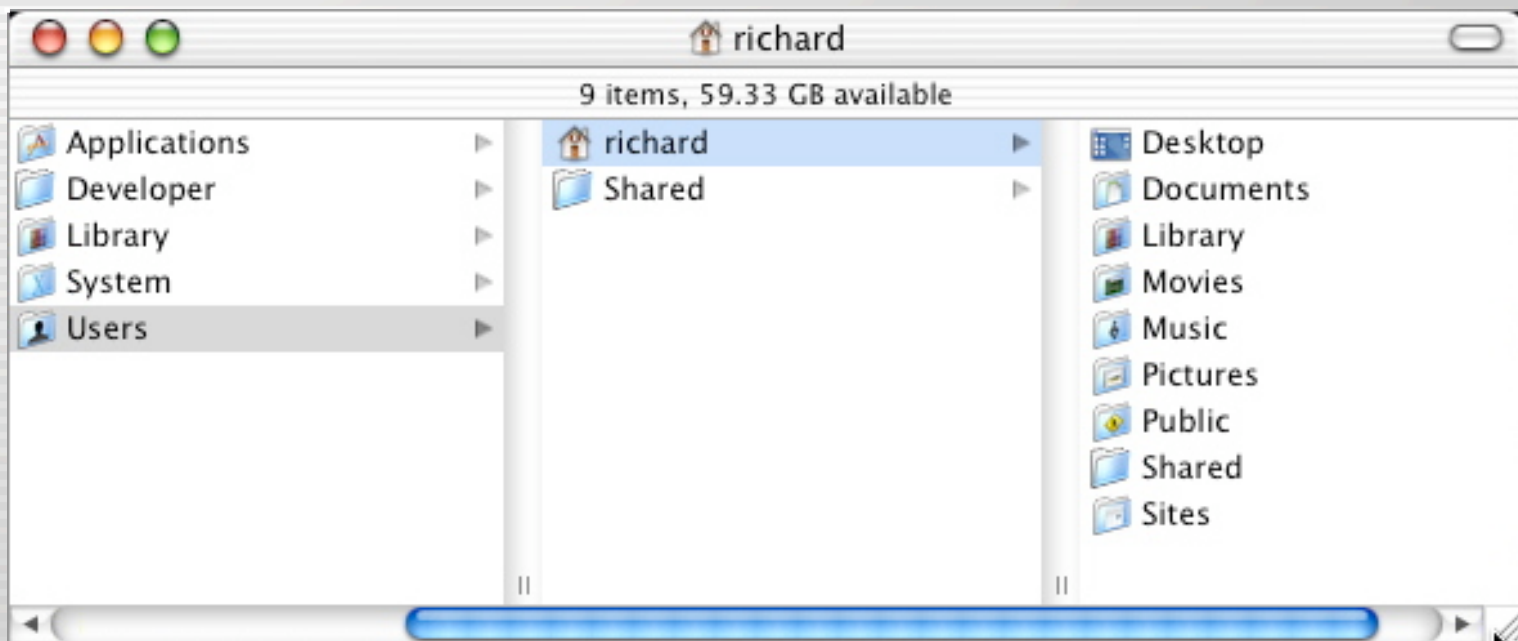 richard
9 items, 59.33 GB available
Applications
Developer
Library
System
Users
richard
Shared
Desktop
Documents
Library
Movies
Music
Pictures
Public
Shared
Sites